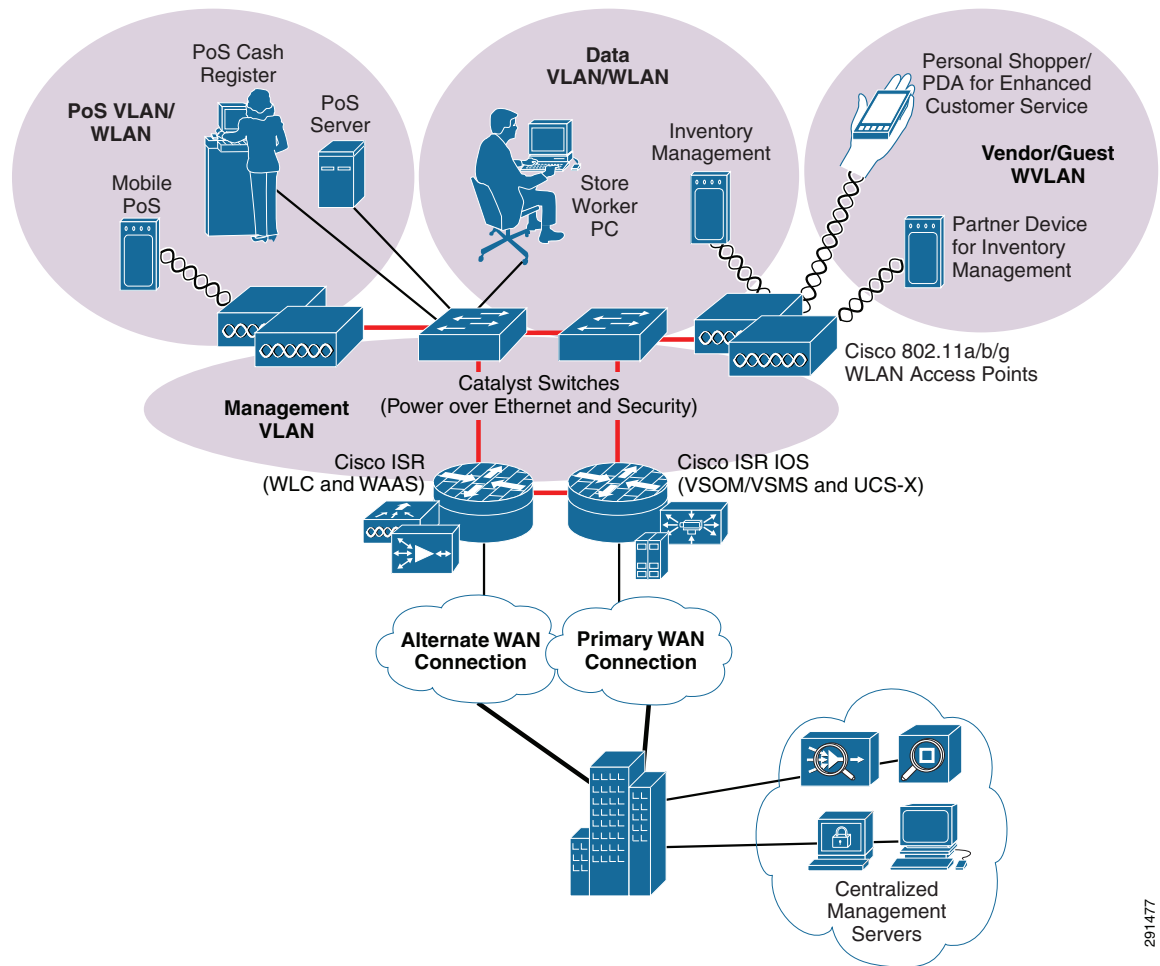 PoS Cash
Register
PoS VLAN/
WLAN
PoS
Server
Mobile
PoS
Data
VLAN/WLAN
Inventory
Management
Store
Worker
PC
Personal Shopper/
PDA for Enhanced
Customer Service
Vendor/Guest
WVLAN
Partner Device
for Inventory
Management
Cisco 802.11a/b/g
WLAN Access Points
Catalyst Switches
(Power over Ethernet and Security)
Management
VLAN
Cisco ISR
(WLC and WAAS)
Cisco ISR IOS
(VSOM/VSMS and UCS-X)
Alternate WAN
Connection
Primary WAN
Connection
Centralized
Management
Servers
291477